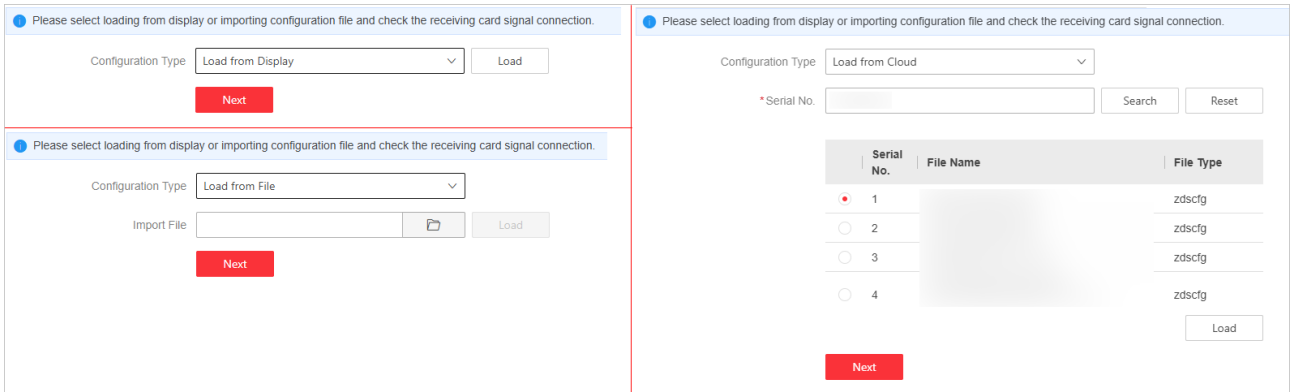 Please select loading from display or importing configuration file and check the receiving card signal connection.
Configuration Type Load from Display Load
Next
Please select loading from display or importing configuration file and check the receiving card signal connection.
Configuration Type Load from File
Import File Load
Next
Please select loading from display or importing configuration file and check the receiving card signal connection.
Configuration Type Load from Cloud
*Serial No. Search Reset
Serial No. File Name File Type
1 zdscfg
2 zdscfg
3 zdscfg
4 zdscfg
Load
Next